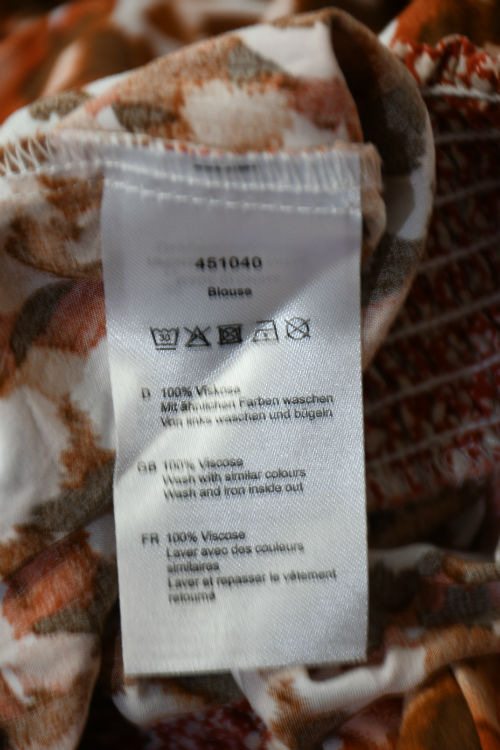 451040
Blouse
30
D 100% Viskose
Mit ähnlichen Farben waschen
Von links waschen und bügeln
GB 100% Viscose
Wash with similar colours
Wash and iron inside out
FR 100% Viscose
Laver avec des couleurs
similaires
Laver et repasser le vêtement
retourné